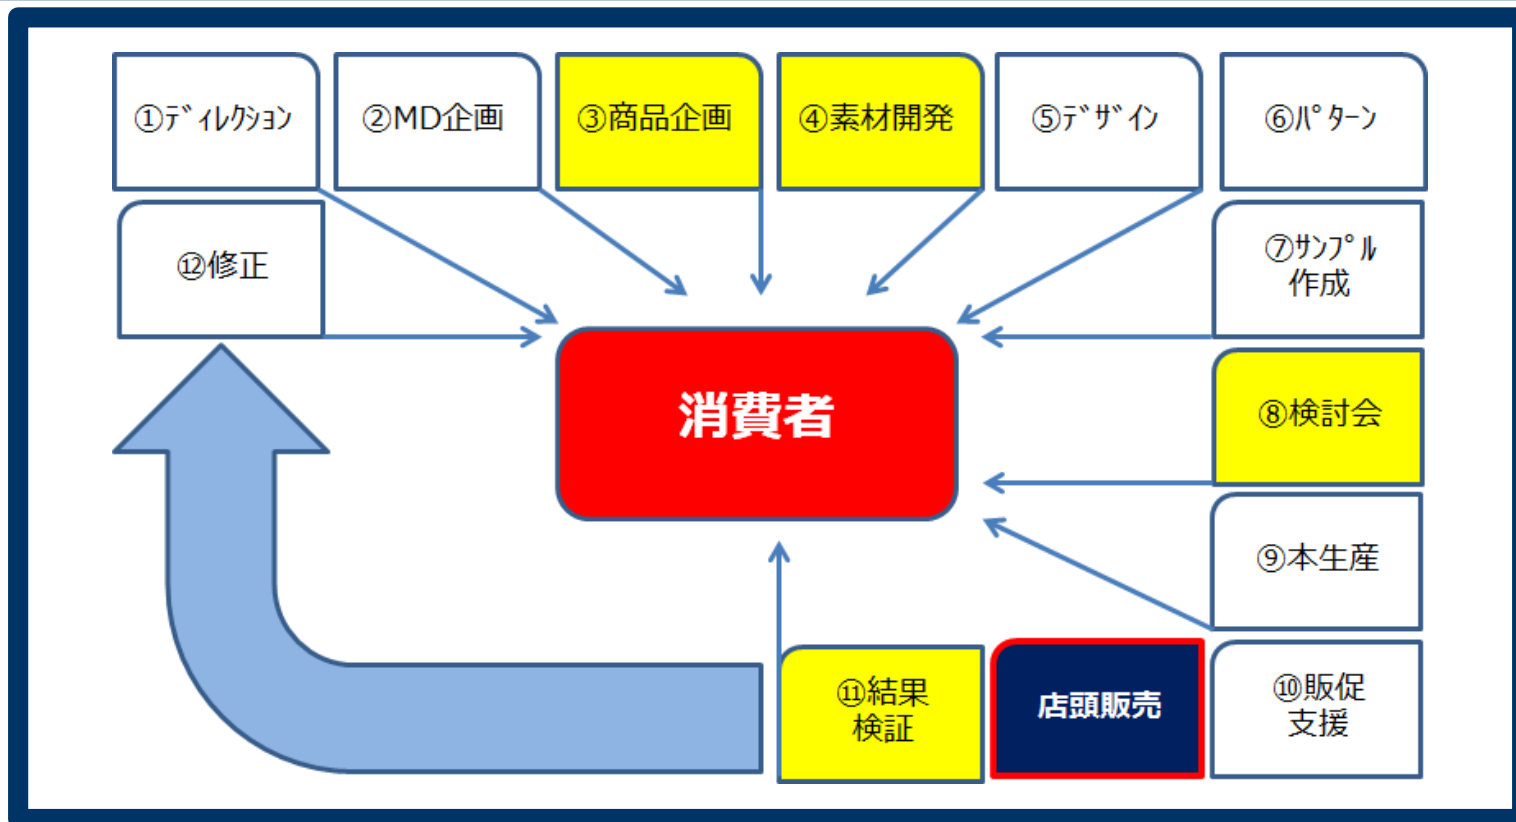 ①ﾃﾞｨﾚｸｼｮﾝ
②MD企画
③商品企画
④素材開発
⑤ﾃﾞｻﾞｲﾝ
⑥ﾊﾟﾀｰﾝ
⑫修正
⑦ｻﾝﾌﾟﾙ
作成
消費者
⑧検討会
⑨本生産
⑪結果
検証
店頭販売
⑩販促
支援